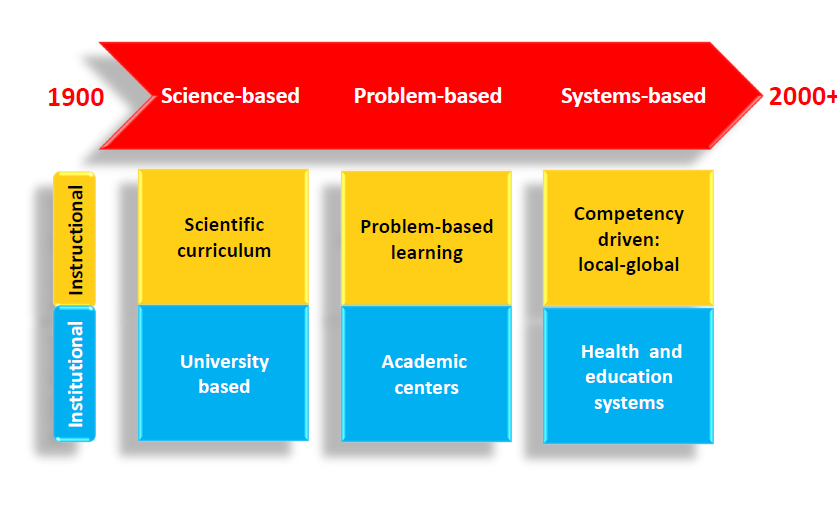 1900
Science-based
Problem-based
Systems-based
2000+
Instructional
Scientific
curriculum
Problem-based
learning
Competency
driven:
local-global
Institutional
University
based
Academic
centers
Health and
education
systems